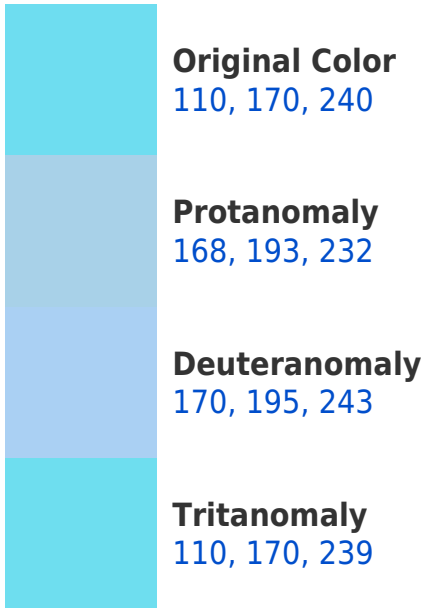 Original Color
110, 170, 240
Protanomaly
168, 193, 232
Deuteranomaly
170, 195, 243
Tritanomaly
110, 170, 239